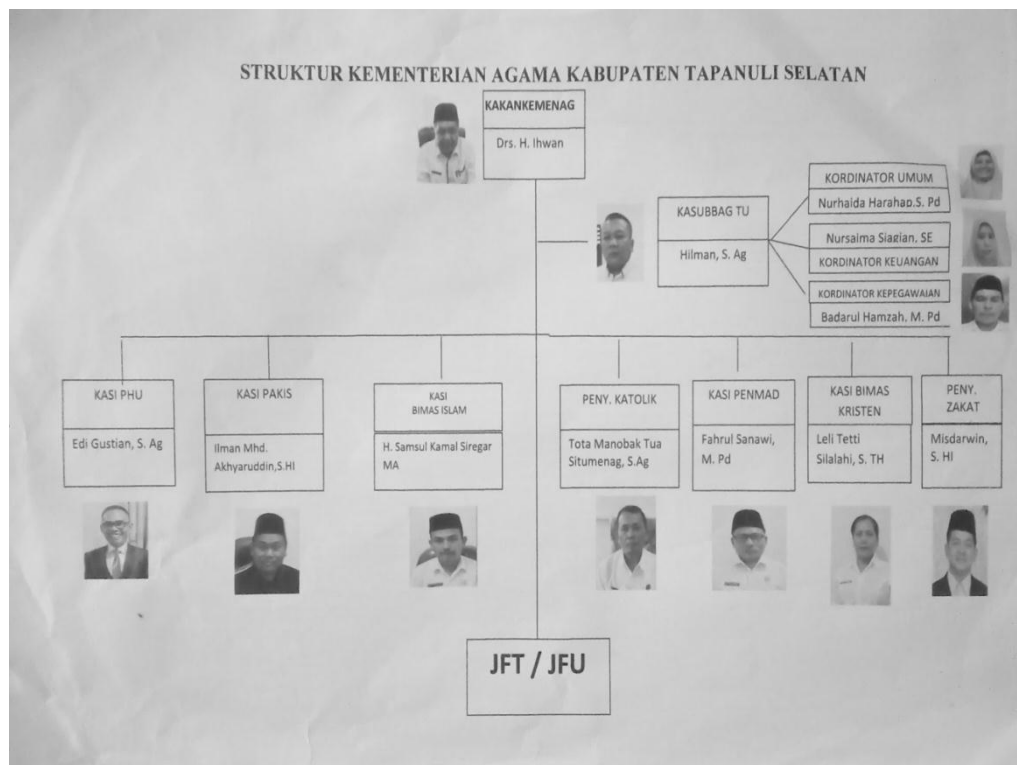 STRUKTUR KEMENTERIAN AGAMA KABUPATEN TAPANULI SELATAN
KAKANKEMENAG
Drs. H. Ihwan
KASUBBAG TU
Hilman, S. Ag
KORDINATOR UMUM
Nurhaida Harahap.S. Pd
Nursalma Siagian, SE
KORDINATOR KEUANGAN
KORDINATOR KEPEGAWAIAN
Badarul Hamzah. M. Pd
KASI PHU
Edi Gustian, S. Ag
KASI PAKIS
Ilman Mhd.
Akhyaruddin,S.HI
KASI
BIMAS ISLAM
H. Samsul Kamal Siregar
MA
PENY. KATOLIK
Tota Manobak Tua
Situmenag, S.Ag
KASI PENMAD
Fahrul Sanawi,
M. Pd
KASI BIMAS
KRISTEN
Leli Tetti
Silalahi, S. TH
PENY.
ZAKAT
Misdarwin,
S. HI
JFT / JFU